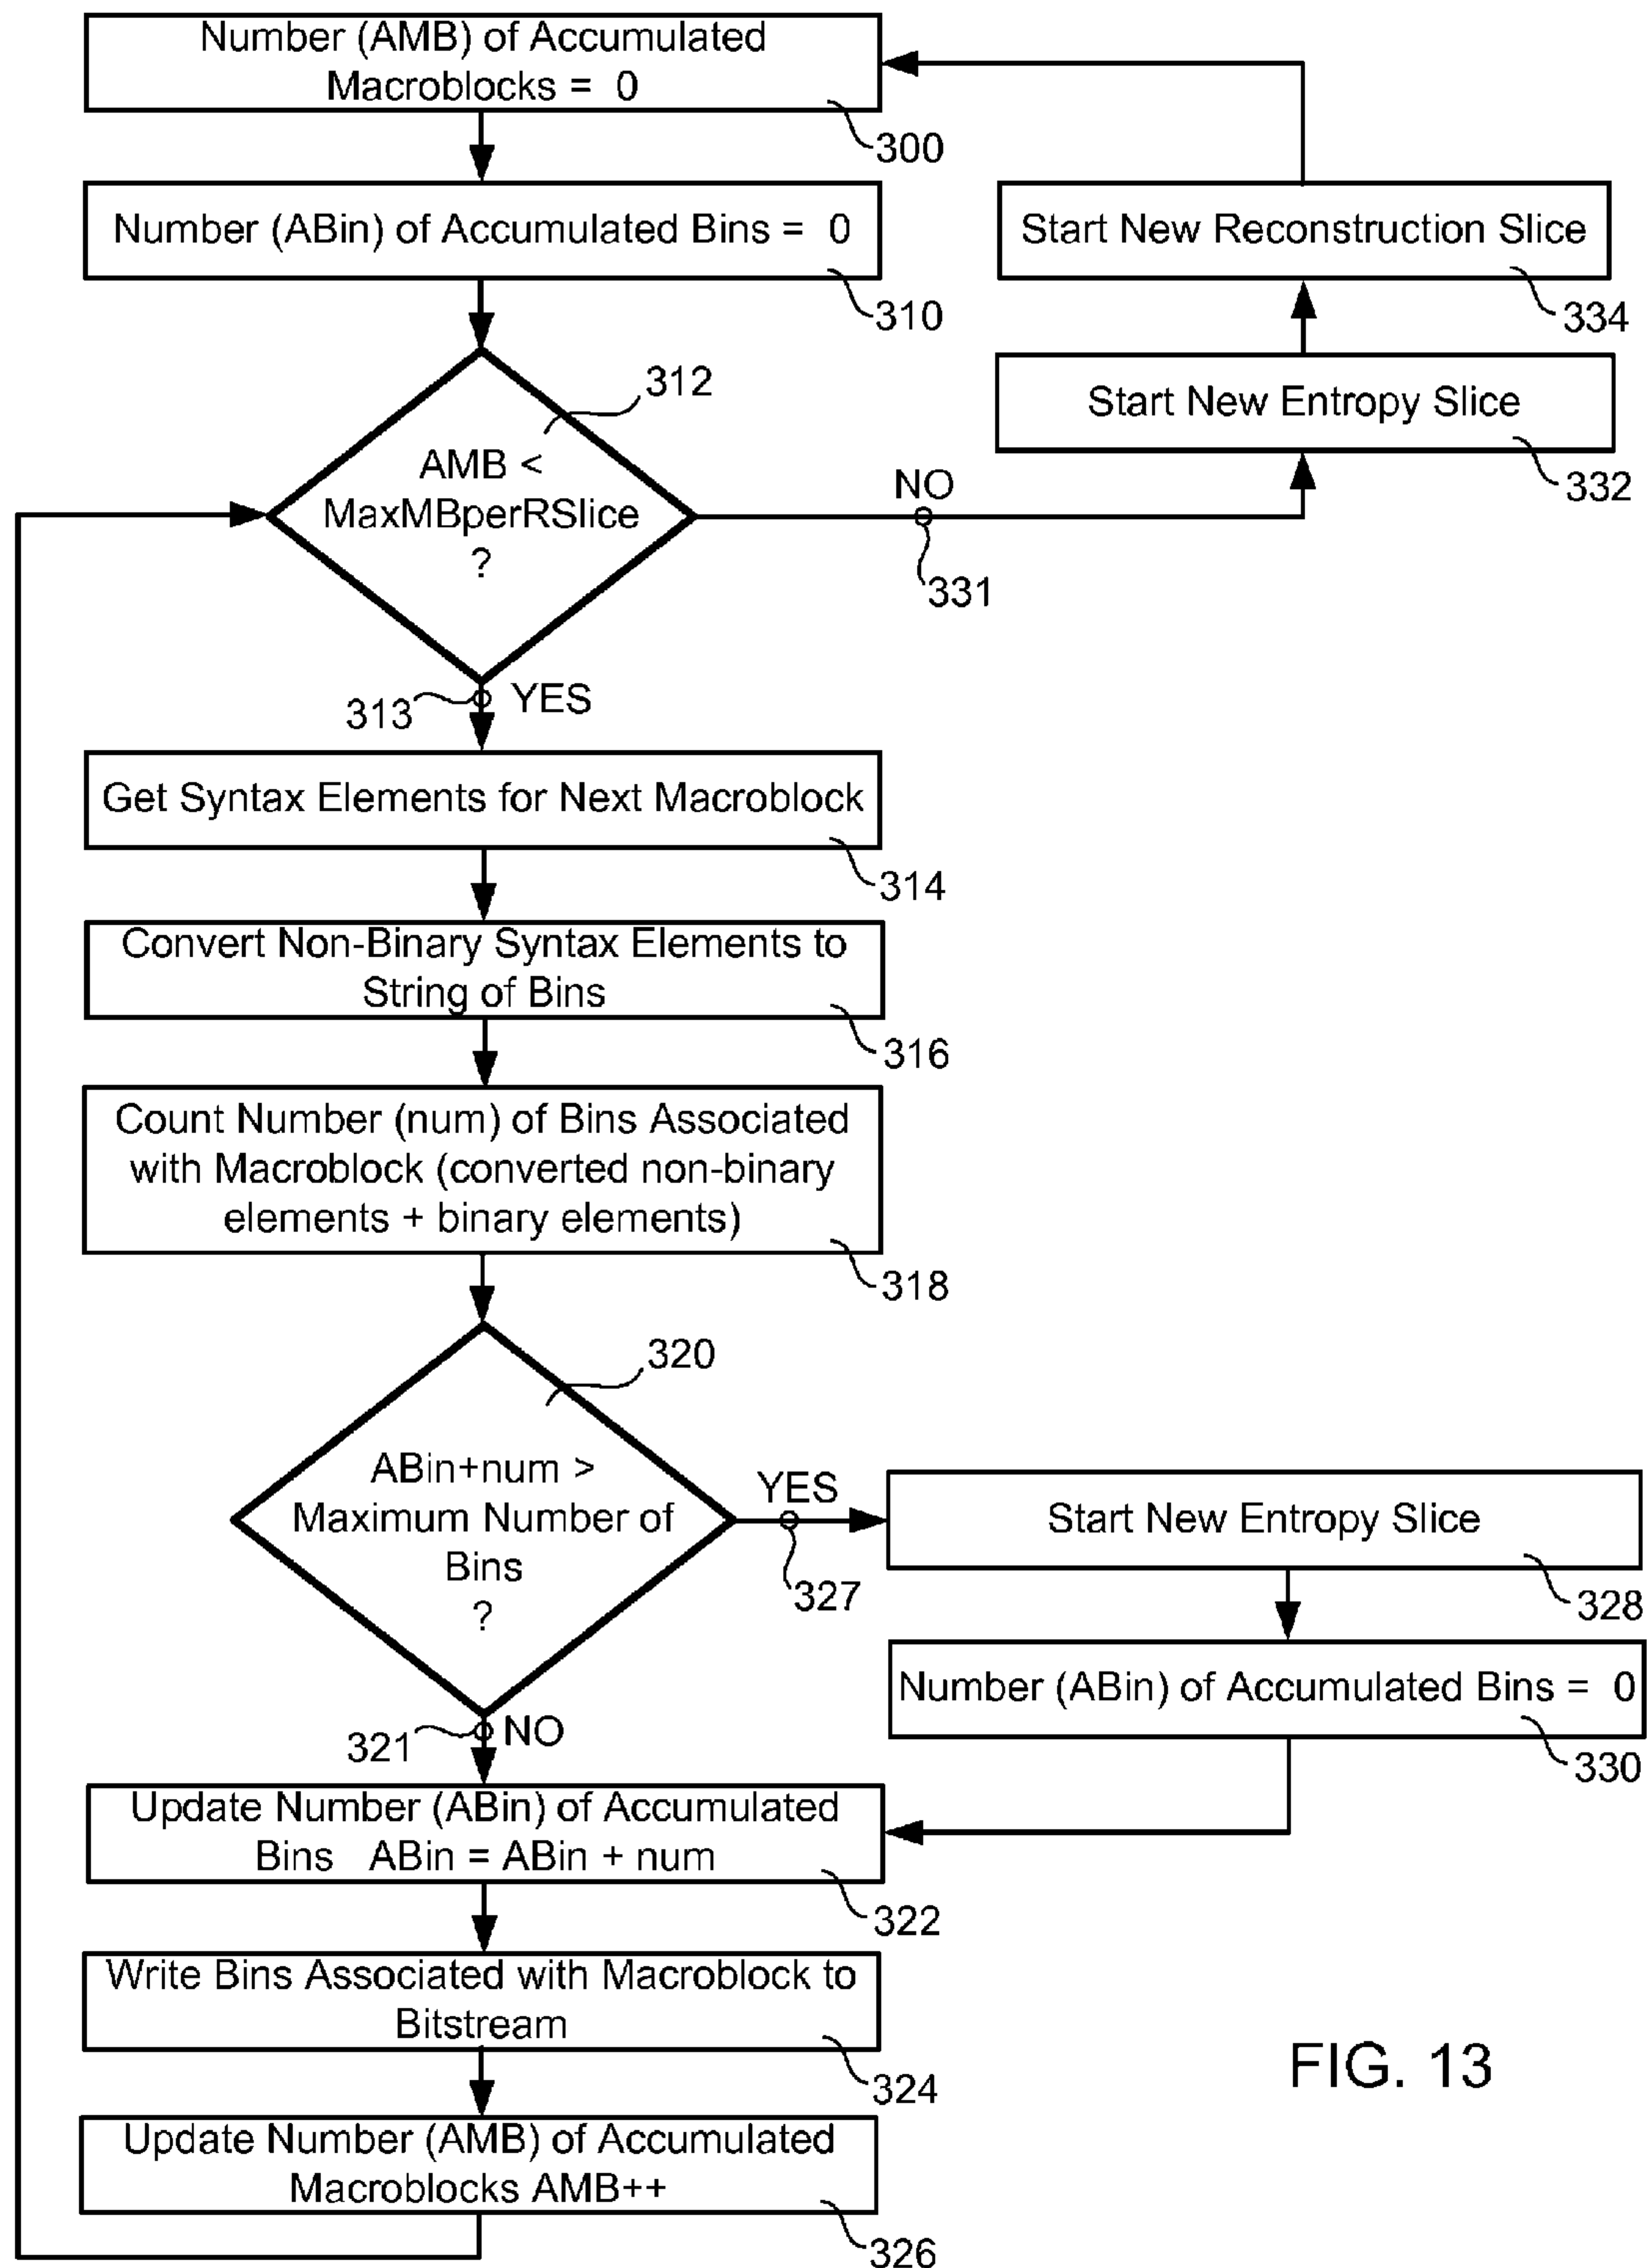 Number (AMB) of Accumulated
Macroblocks = 0
300
Number (ABin) of Accumulated Bins = 0
310
Start New Reconstruction Slice
334
Start New Entropy Slice
332
312
AMB <
MaxMBperRSlice
?
NO
331
313
YES
Get Syntax Elements for Next Macroblock
314
Convert Non-Binary Syntax Elements to
String of Bins
316
Count Number (num) of Bins Associated
with Macroblock (converted non-binary
elements + binary elements)
318
320
ABin+num >
Maximum Number of
Bins
?
YES
327
Start New Entropy Slice
328
Number (ABin) of Accumulated Bins = 0
330
321
NO
Update Number (ABin) of Accumulated
Bins ABin = ABin + num
322
Write Bins Associated with Macroblock to
Bitstream
324
Update Number (AMB) of Accumulated
Macroblocks AMB++
326
FIG. 13